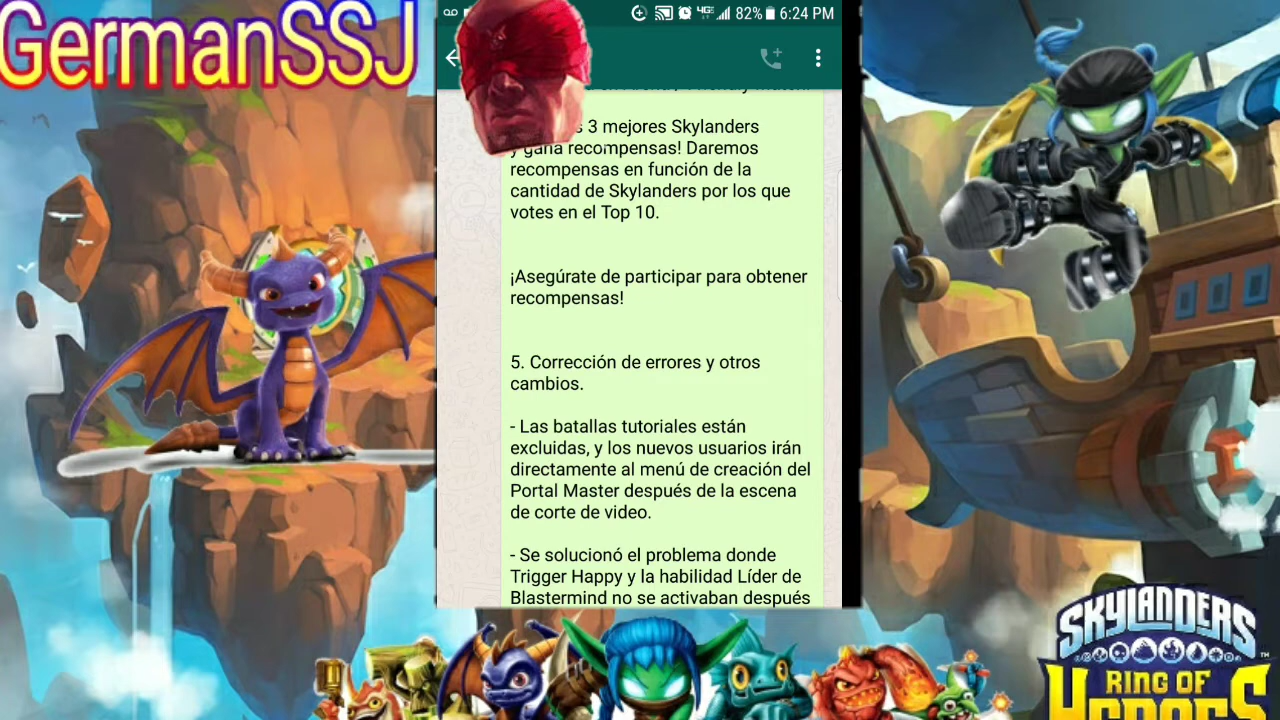 GermanSSJ
82% 6:24 PM
3 mejores Skylanders
y gana recompensas! Daremos
recompensas en función de la
cantidad de Skylanders por los que
votes en el Top 10.
¡Asegúrate de participar para obtener
recompensas!
5. Corrección de errores y otros
cambios.
- Las batallas tutoriales están
excluidas, y los nuevos usuarios irán
directamente al menú de creación del
Portal Master después de la escena
de corte de video.
- Se solucionó el problema donde
Trigger Happy y la habilidad Líder de
Blastermind no se activaban después
SKYLANDERS
RING OF
HEROES